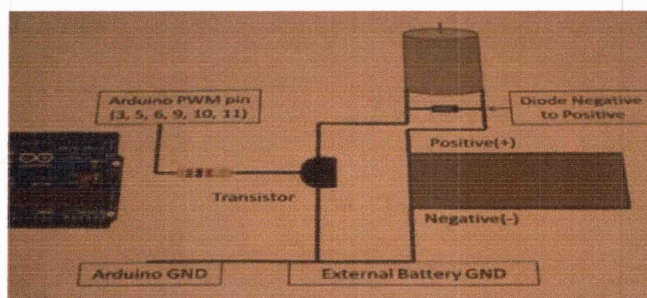 Arduino PWM pin
(3, 5, 6, 9, 10, 11)
Diode Negative
to Positive
Positive(+)
Transistor
Negative(-)
Arduino GND
External Battery GND